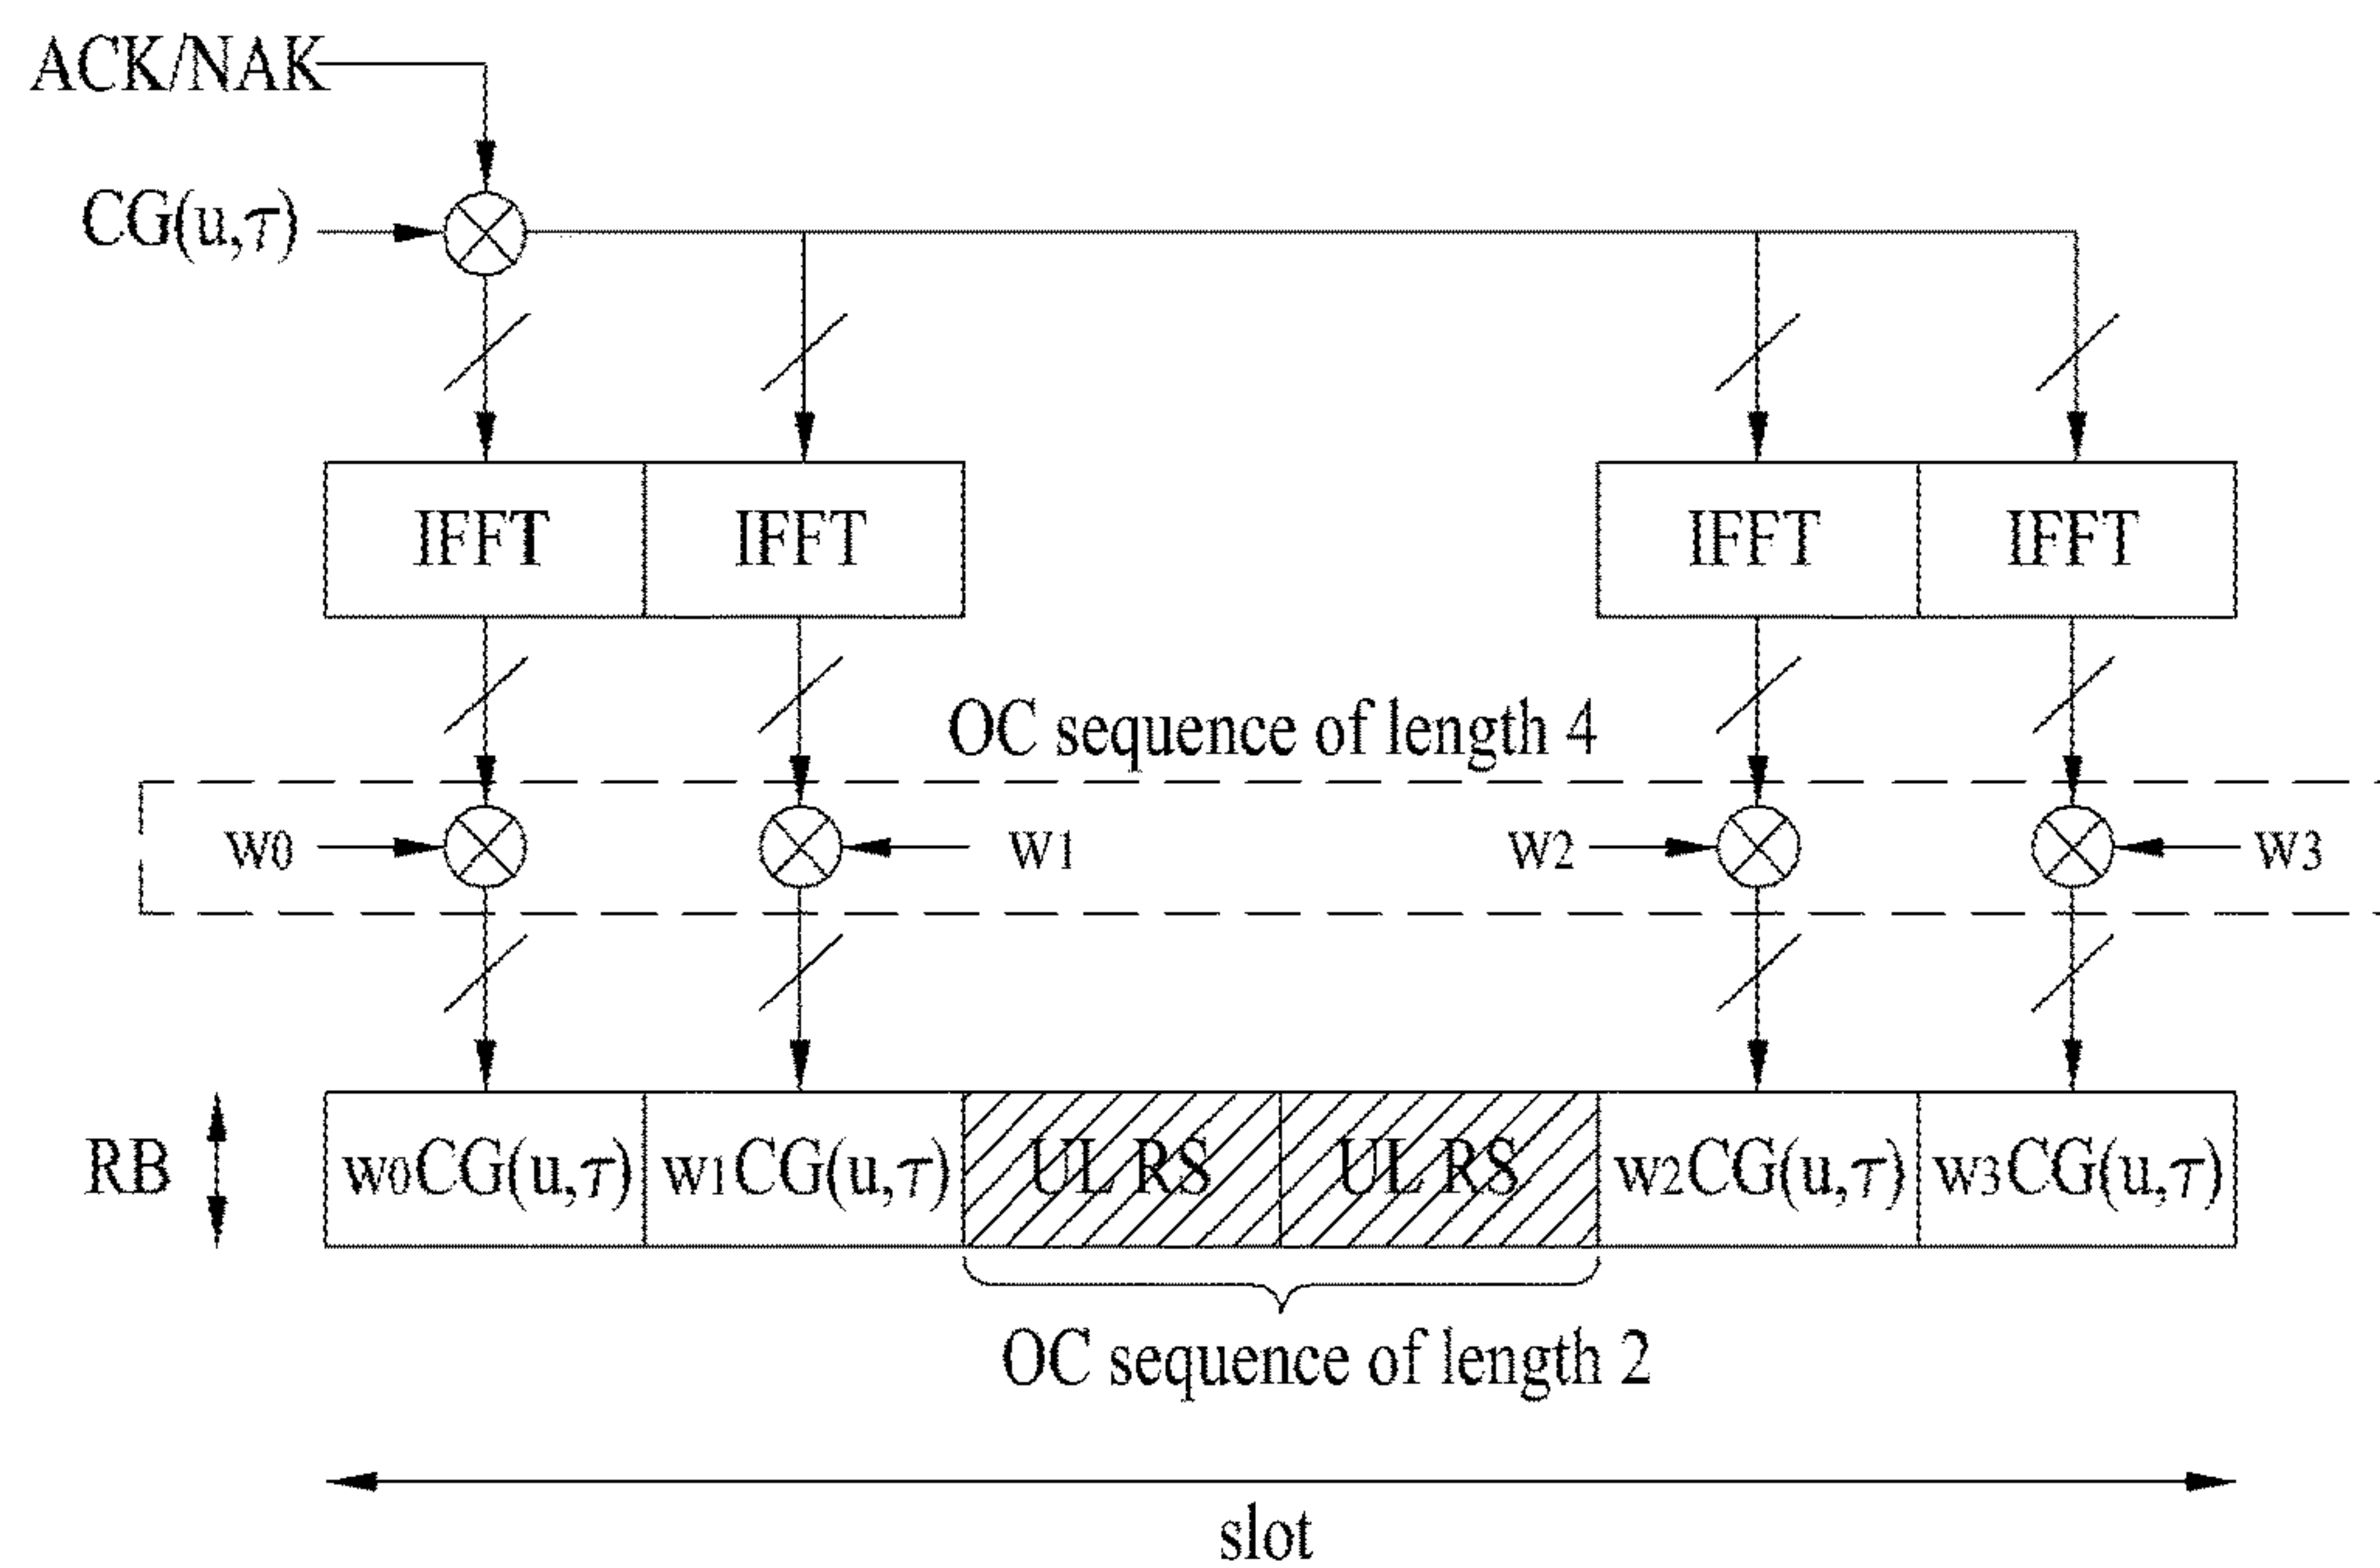 ACK/NAK
CG(u,τ)
IFFT IFFT IFFT IFFT
OC sequence of length 4
w0 w1 w2 w3
RB w0CG(u,τ) w1CG(u,τ) UL RS UL RS w2CG(u,τ) w3CG(u,τ)
OC sequence of length 2
slot